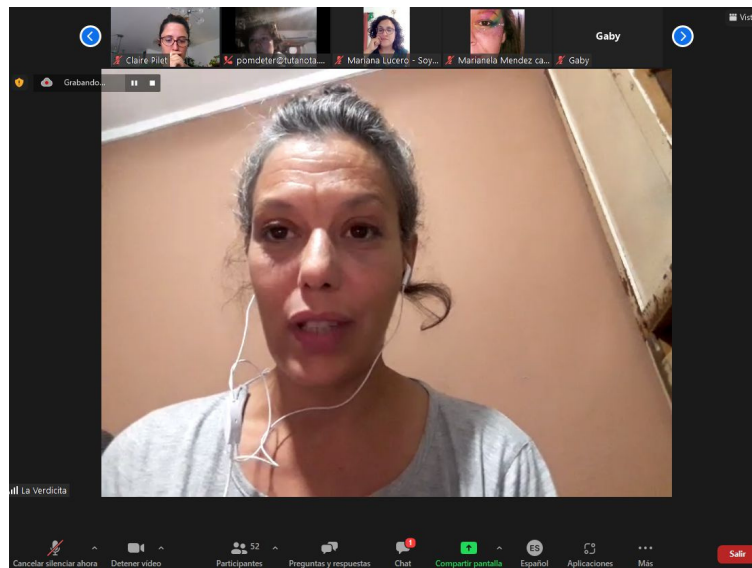 Vist
Gaby
Claire Pilet
pomdeter@tutanota....
Mariana Lucero - Soy...
Marianela Mendez ca...
Gaby
Grabando...
La Verdicita
52
1
ES
Cancelar silenciar ahora
Detener video
Participantes
Preguntas y respuestas
Chat
Compartir pantalla
Español
Aplicaciones
Más
Salir